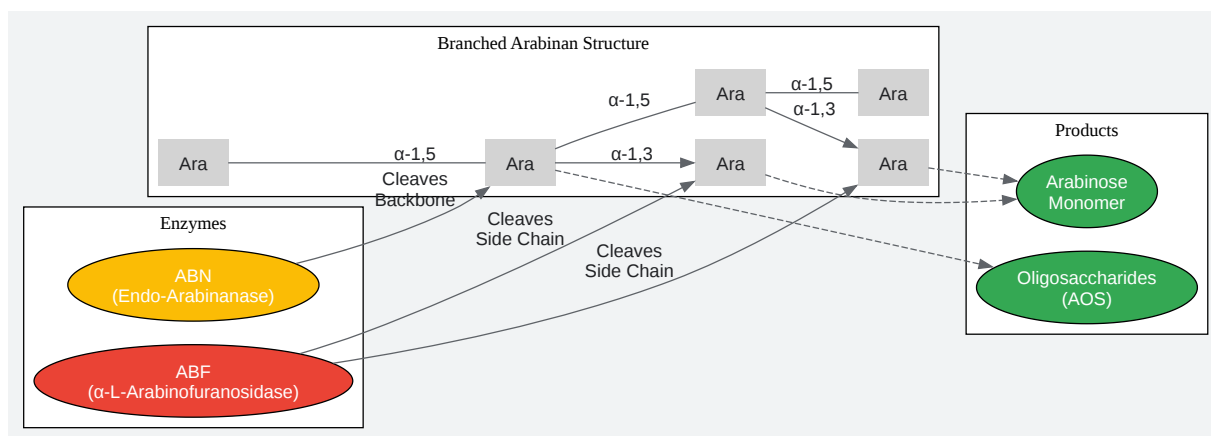 Branched Arabinan Structure
Ara
α-1,5
Ara
α-1,5
Ara
α-1,3
Ara
α-1,5
Ara
α-1,3
Ara
Cleaves
Backbone
Cleaves
Side Chain
Cleaves
Side Chain
Enzymes
ABN
(Endo-Arabinanase)
ABF
(α-L-Arabinofuranosidase)
Products
Arabinose
Monomer
Oligosaccharides
(AOS)